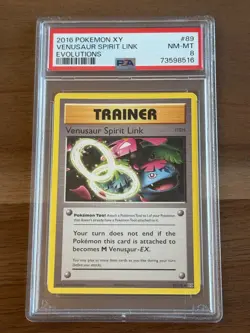 2016 POKEMON XY #89
VENUSAUR SPIRIT LINK NM-MT
EVOLUTIONS 8
PSA 73598516
TRAINER
Venusaur Spirit Link
Pokémon Tool
Your turn does not end if the
Pokémon this card is attached to
becomes M Venusaur-EX.